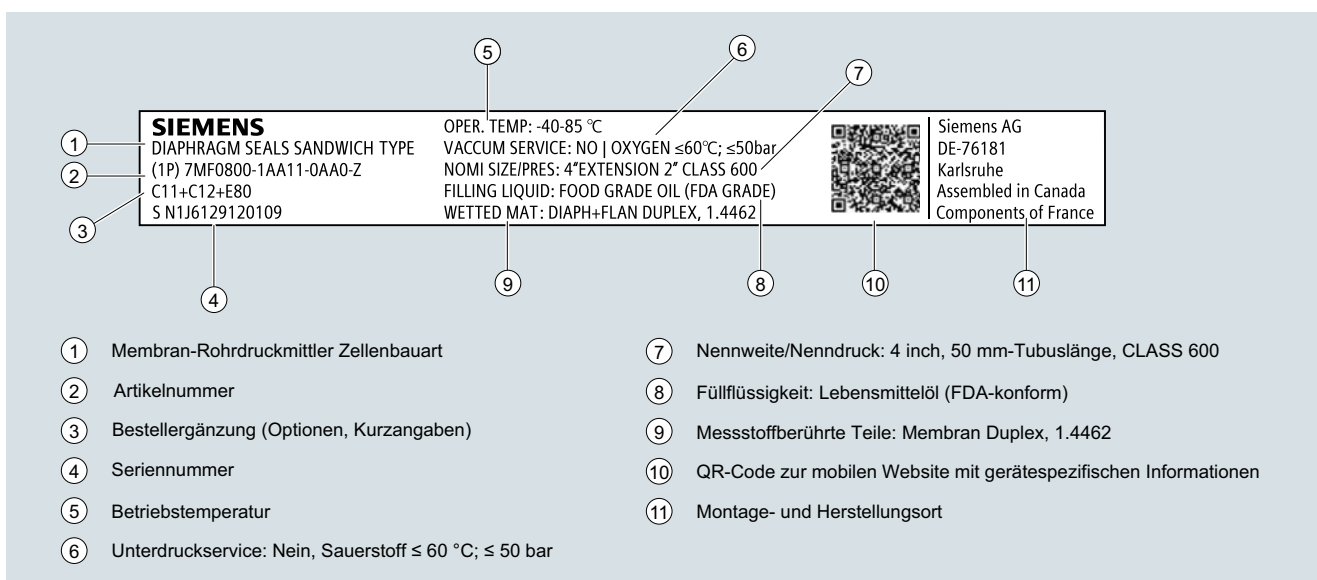 5
6
7
1
2
3
SIEMENS
DIAPHRAGM SEALS SANDWICH TYPE
(1P) 7MF0800-1AA11-0AA0-Z
C11+C12+E80
S N1J6129120109
OPER. TEMP: -40-85 °C
VACCUM SERVICE: NO | OXYGEN ≤60°C; ≤50bar
NOMI SIZE/PRES: 4"EXTENSION 2" CLASS 600
FILLING LIQUID: FOOD GRADE OIL (FDA GRADE)
WETTED MAT: DIAPH+FLAN DUPLEX, 1.4462
Siemens AG
DE-76181
Karlsruhe
Assembled in Canada
Components of France
4
9
8
10
11
1 Membran-Rohrdruckmittler Zellenbauart
2 Artikelnummer
3 Bestellergänzung (Optionen, Kurzangaben)
4 Seriennummer
5 Betriebstemperatur
6 Unterdruckservice: Nein, Sauerstoff ≤ 60 °C; ≤ 50 bar
7 Nennweite/Nenndruck: 4 inch, 50 mm-Tubuslänge, CLASS 600
8 Füllflüssigkeit: Lebensmittelöl (FDA-konform)
9 Messstoffberührte Teile: Membran Duplex, 1.4462
10 QR-Code zur mobilen Website mit gerätespezifischen Informationen
11 Montage- und Herstellungsort